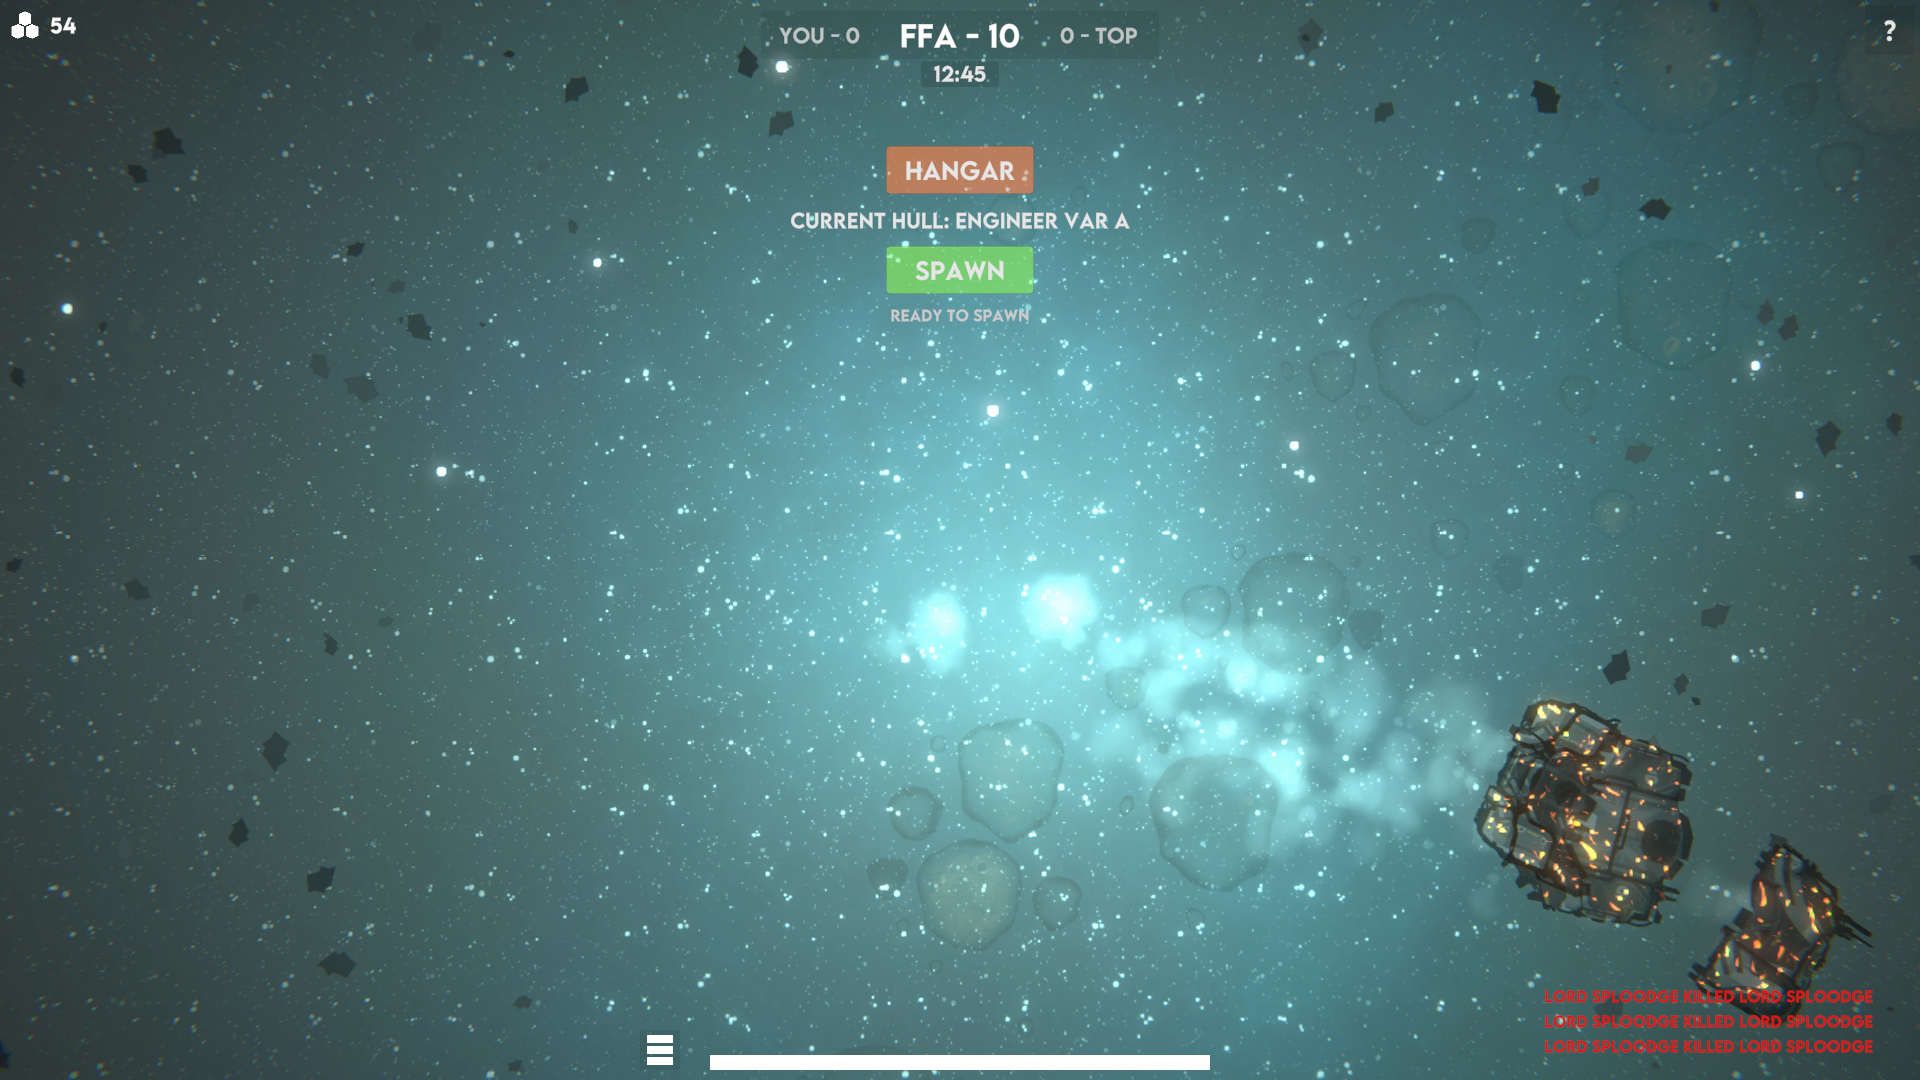 54
YOU - 0 FFA - 10 0 - TOP
12:45
?
HANGAR
CURRENT HULL: ENGINEER VAR A
SPAWN
READY TO SPAWN
LORD SPLOODGE KILLED LORD SPLOODGE
LORD SPLOODGE KILLED LORD SPLOODGE
LORD SPLOODGE KILLED LORD SPLOODGE